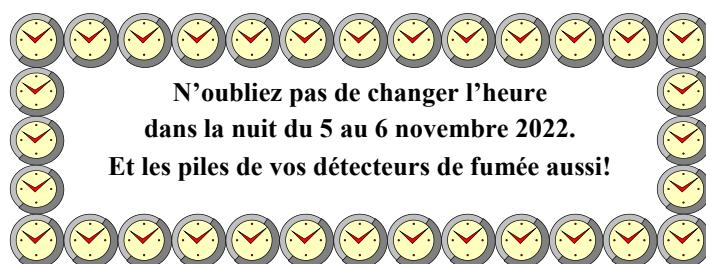 N’oubliez pas de changer l’heure
dans la nuit du 5 au 6 novembre 2022.
Et les piles de vos détecteurs de fumée aussi!